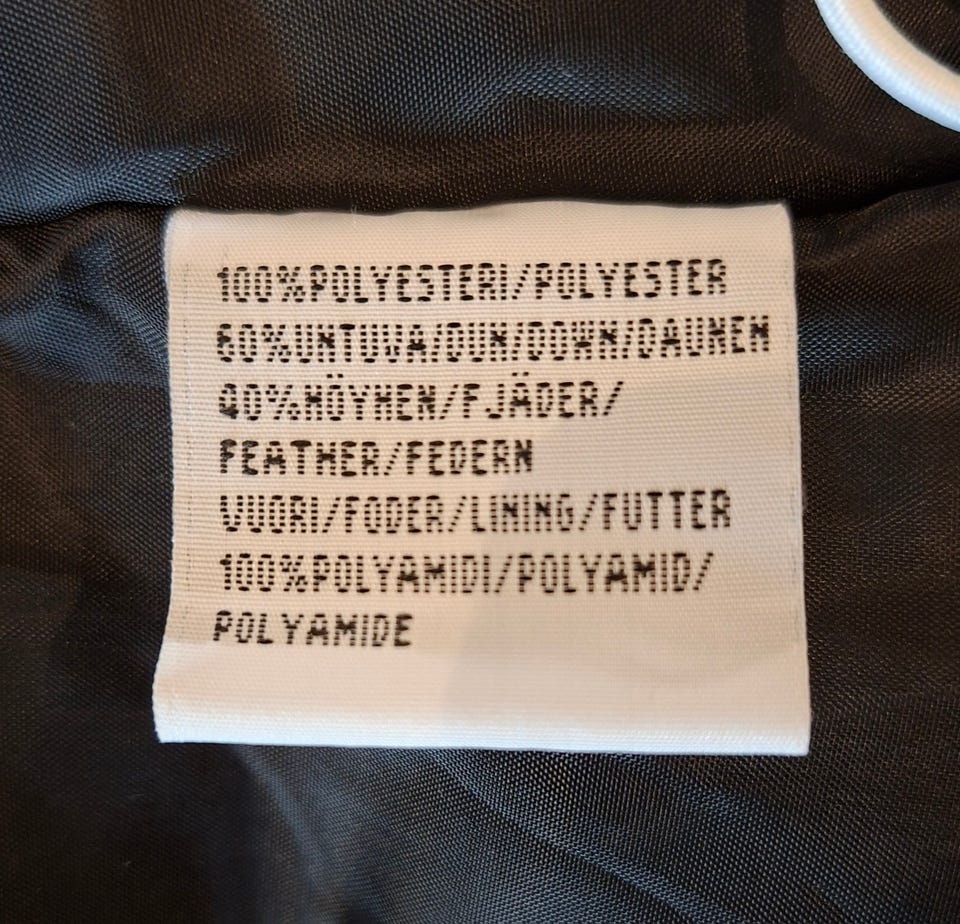 100%POLYESTERI/POLYESTER
60%UNTUVA/DUN/DOWN/DAUNEN
40%HÖYHEN/FJÄDER/
FEATHER/FEDERN
VUORI/FODER/LINING/FUTTER
100%POLYAMIDI/POLYAMID/
POLYAMIDE